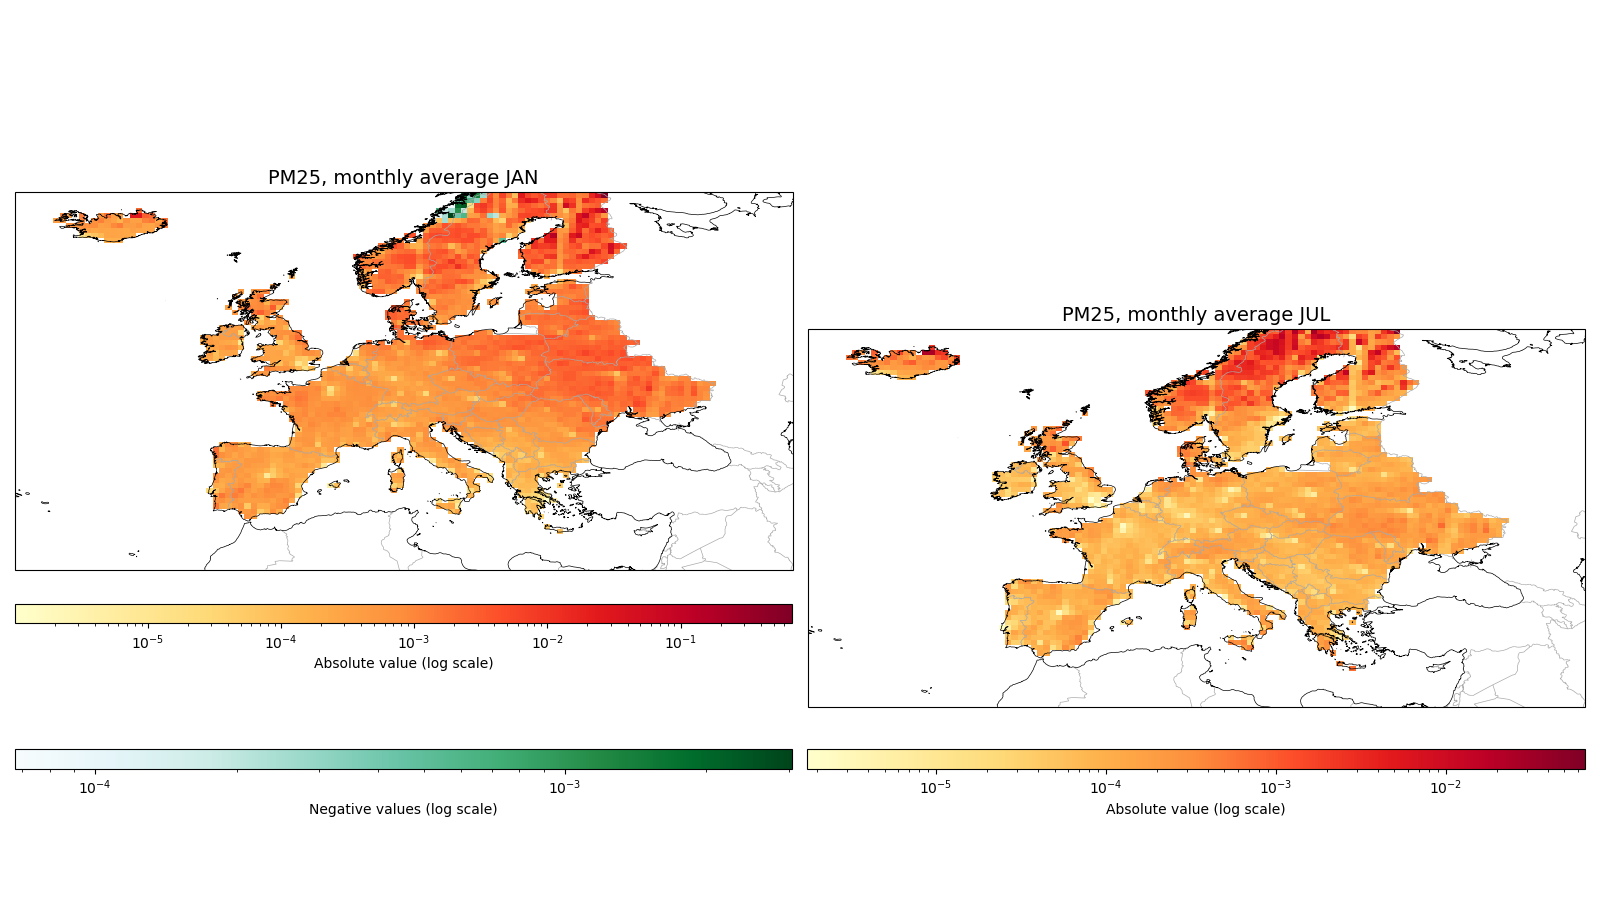 PM25, monthly average JAN
10⁻⁵ 10⁻⁴ 10⁻³ 10⁻² 10⁻¹
Absolute value (log scale)
10⁻⁴ 10⁻³
Negative values (log scale)
PM25, monthly average JUL
10⁻⁵ 10⁻⁴ 10⁻³ 10⁻²
Absolute value (log scale)